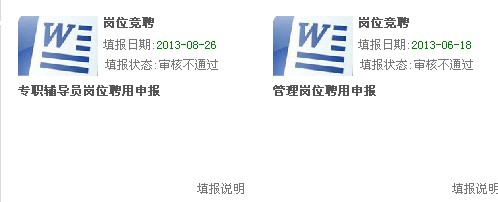 岗位竞聘
填报日期:2013-08-26
填报状态:审核不通过
专职辅导员岗位聘用申报
填报说明
岗位竞聘
填报日期:2013-06-18
填报状态:审核不通过
管理岗位聘用申报
填报说明